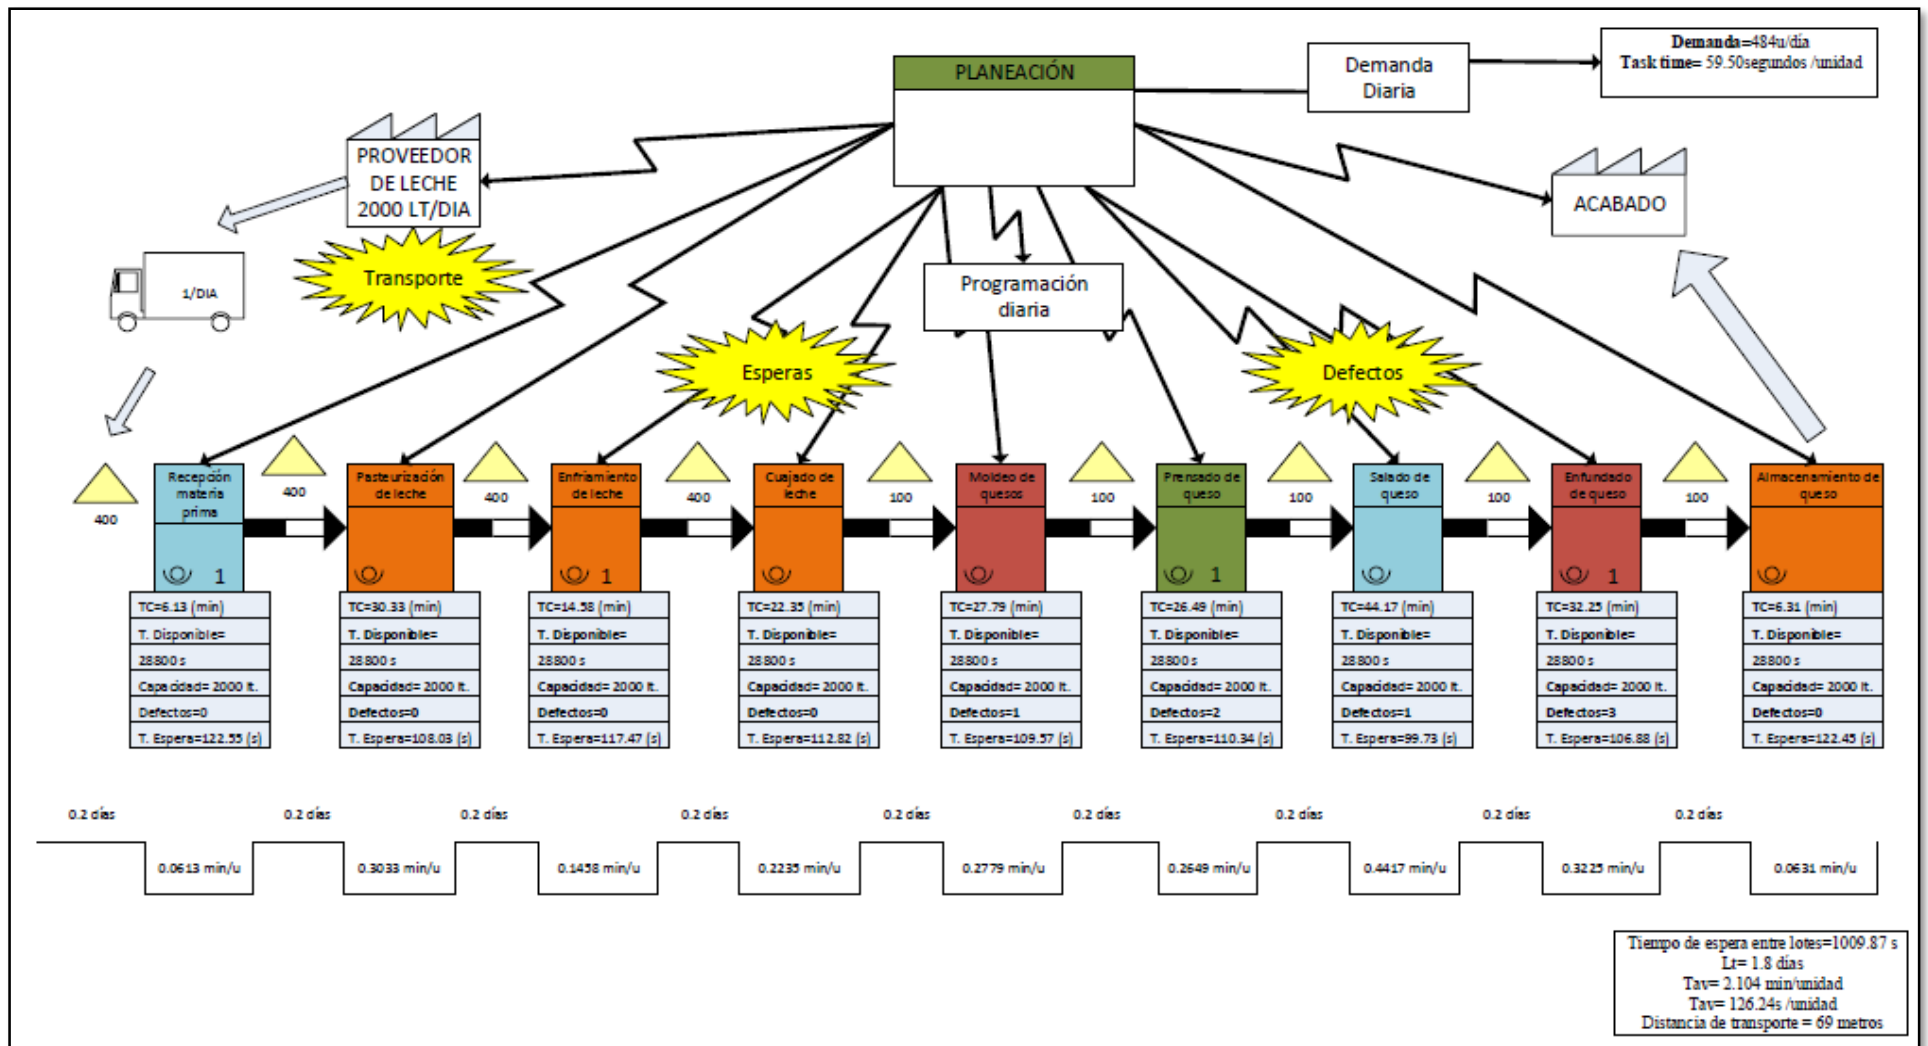 PLANEACIÓN
Demanda
Diaria
Demanda=484u/día
Task time= 59.50segundos /unidad
PROVEEDOR
DE LECHE
2000 LT/DIA
ACABADO
Transporte
1/DIA
Programación
diaria
Esperas
Defectos
400
400
400
400
100
100
100
100
100
Recepción
materia
prima
1
Pasteurización
de leche
Enfriamiento
de leche
1
Cuajado de
leche
Moldeo de
quesos
Prensado de
queso
1
Salado de
queso
Enfundado
de queso
1
Almacenamiento de
queso
TC=6.13 (min)
T. Disponible=
28800 s
Capacidad= 2000 lt.
Defectos=0
T. Espera=122.55 (s)
TC=30.33 (min)
T. Disponible=
28800 s
Capacidad= 2000 lt.
Defectos=0
T. Espera=108.03 (s)
TC=14.58 (min)
T. Disponible=
28800 s
Capacidad= 2000 lt.
Defectos=0
T. Espera=117.47 (s)
TC=22.35 (min)
T. Disponible=
28800 s
Capacidad= 2000 lt.
Defectos=0
T. Espera=112.82 (s)
TC=27.79 (min)
T. Disponible=
28800 s
Capacidad= 2000 lt.
Defectos=1
T. Espera=109.57 (s)
TC=26.49 (min)
T. Disponible=
28800 s
Capacidad= 2000 lt.
Defectos=2
T. Espera=110.34 (s)
TC=44.17 (min)
T. Disponible=
28800 s
Capacidad= 2000 lt.
Defectos=1
T. Espera=99.73 (s)
TC=32.25 (min)
T. Disponible=
28800 s
Capacidad= 2000 lt.
Defectos=3
T. Espera=106.88 (s)
TC=6.31 (min)
T. Disponible=
28800 s
Capacidad= 2000 lt.
Defectos=0
T. Espera=122.45 (s)
0.2 días
0.2 días
0.2 días
0.2 días
0.2 días
0.2 días
0.2 días
0.2 días
0.2 días
0.0613 min/u
0.3033 min/u
0.1458 min/u
0.2235 min/u
0.2779 min/u
0.2649 min/u
0.4417 min/u
0.3225 min/u
0.0631 min/u
Tiempo de espera entre lotes=1009.87 s
Lt= 1.8 días
Tav= 2.104 min/unidad
Tav= 126.24s /unidad
Distancia de transporte = 69 metros